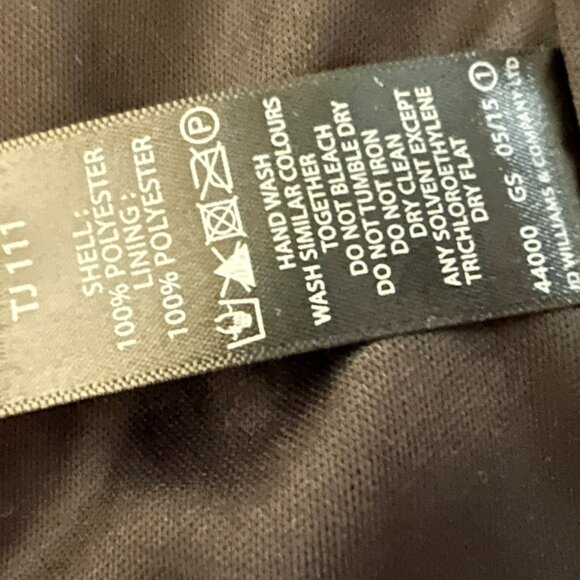 TJ 111
SHELL :
100% POLYESTER
LINING :
100% POLYESTER
P
HAND WASH
WASH SIMILAR COLOURS
TOGETHER
DO NOT BLEACH
DO NOT TUMBLE DRY
DO NOT IRON
DO NOT CLEAN
DRY CLEAN EXCEPT
ANY SOLVENT EXCEPT
TRICHLOROETHYLENE
DRY FLAT
44000 GS 05/15 1
JD WILLIAMS & COMPANY LTD